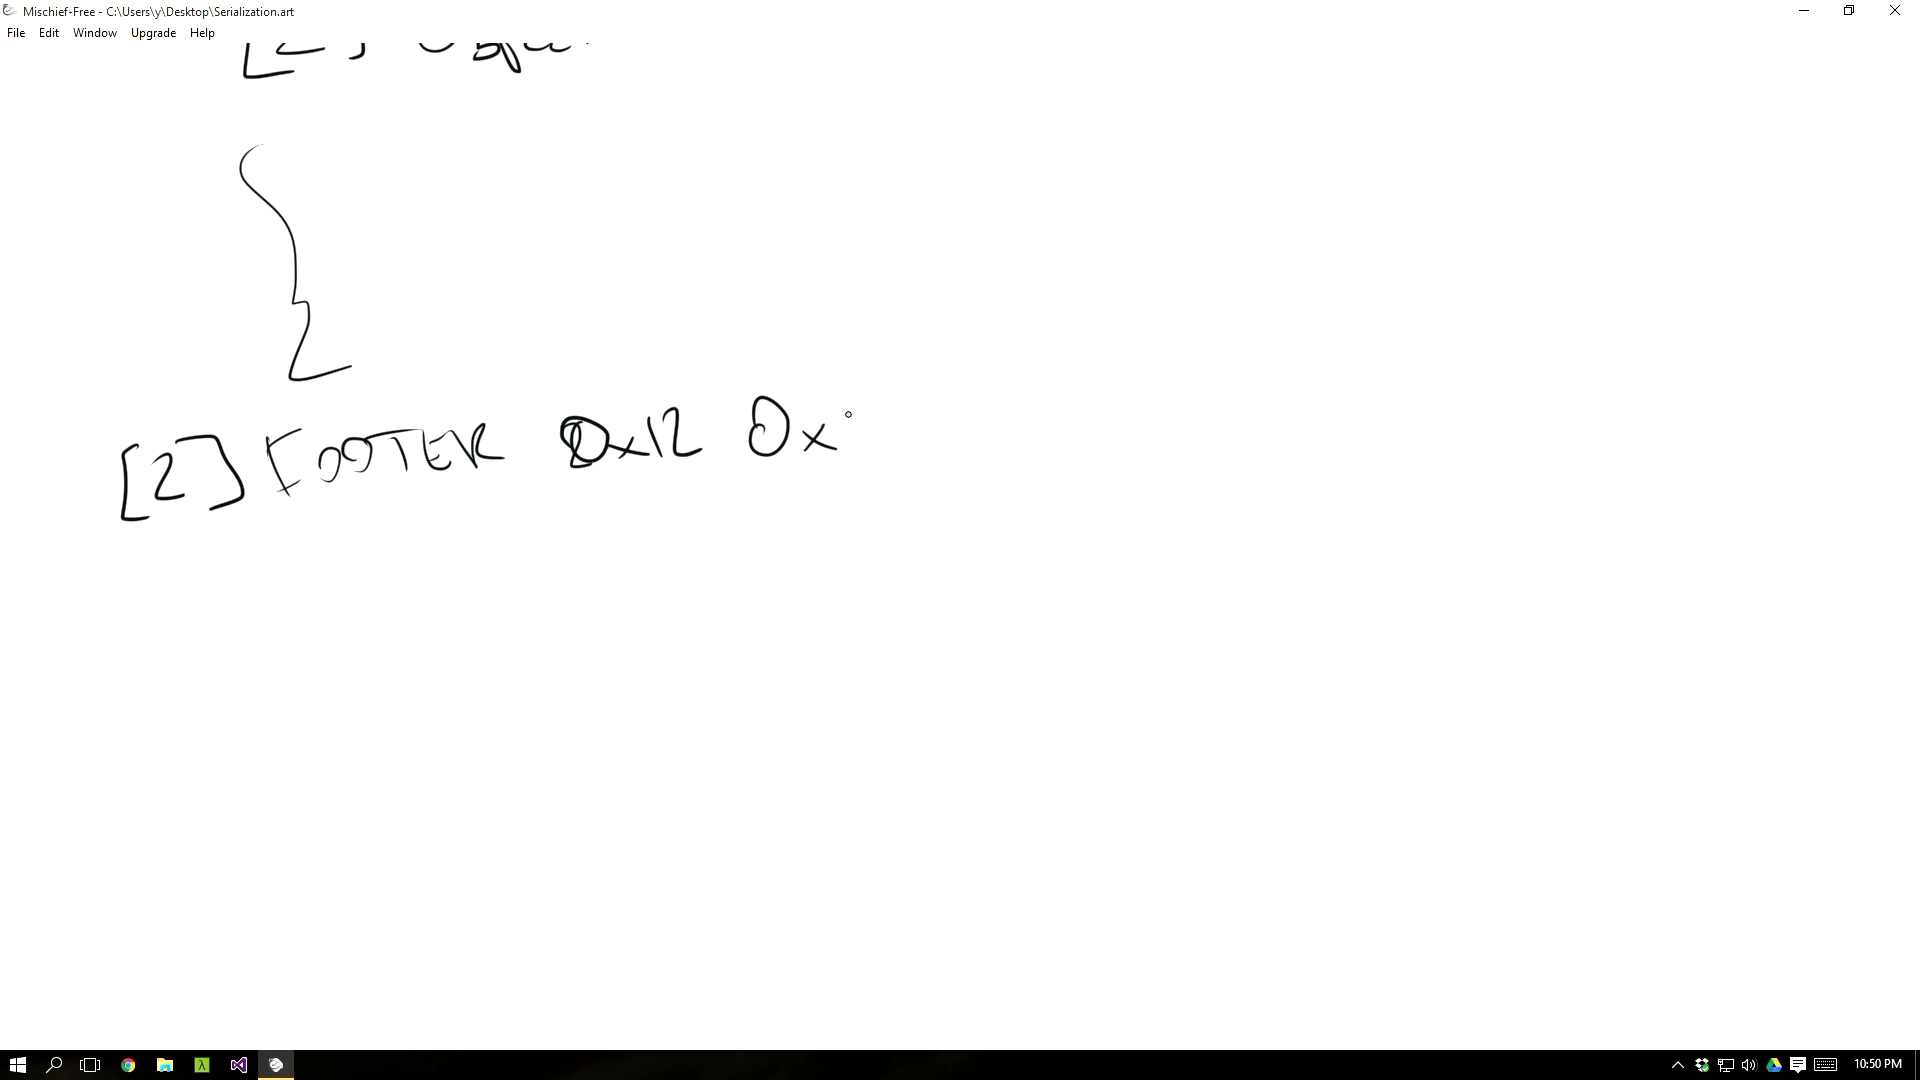 Mischief-Free - C:\Users\y\Desktop\Serialization.art
File Edit Window Upgrade Help
[2] FOOTER 0x12 0x
10:50 PM